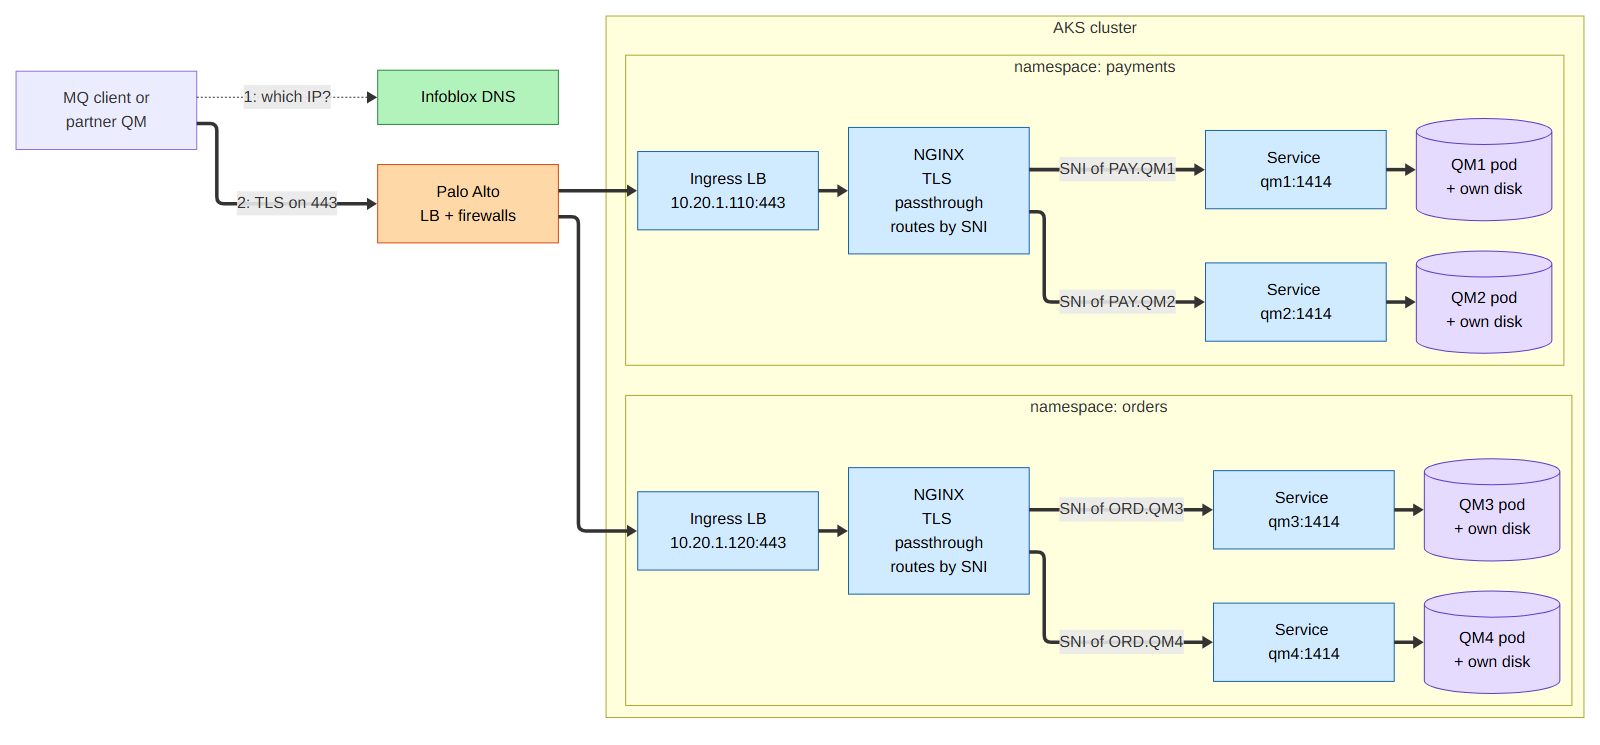 AKS cluster
namespace: payments
MQ client or
partner QM
1: which IP?
Infoblox DNS
2: TLS on 443
Palo Alto
LB + firewalls
Ingress LB
10.20.1.110:443
NGINX
TLS
passthrough
routes by SNI
SNI of PAY.QM1
Service
qm1:1414
QM1 pod
+ own disk
SNI of PAY.QM2
Service
qm2:1414
QM2 pod
+ own disk
namespace: orders
Ingress LB
10.20.1.120:443
NGINX
TLS
passthrough
routes by SNI
SNI of ORD.QM3
Service
qm3:1414
QM3 pod
+ own disk
SNI of ORD.QM4
Service
qm4:1414
QM4 pod
+ own disk